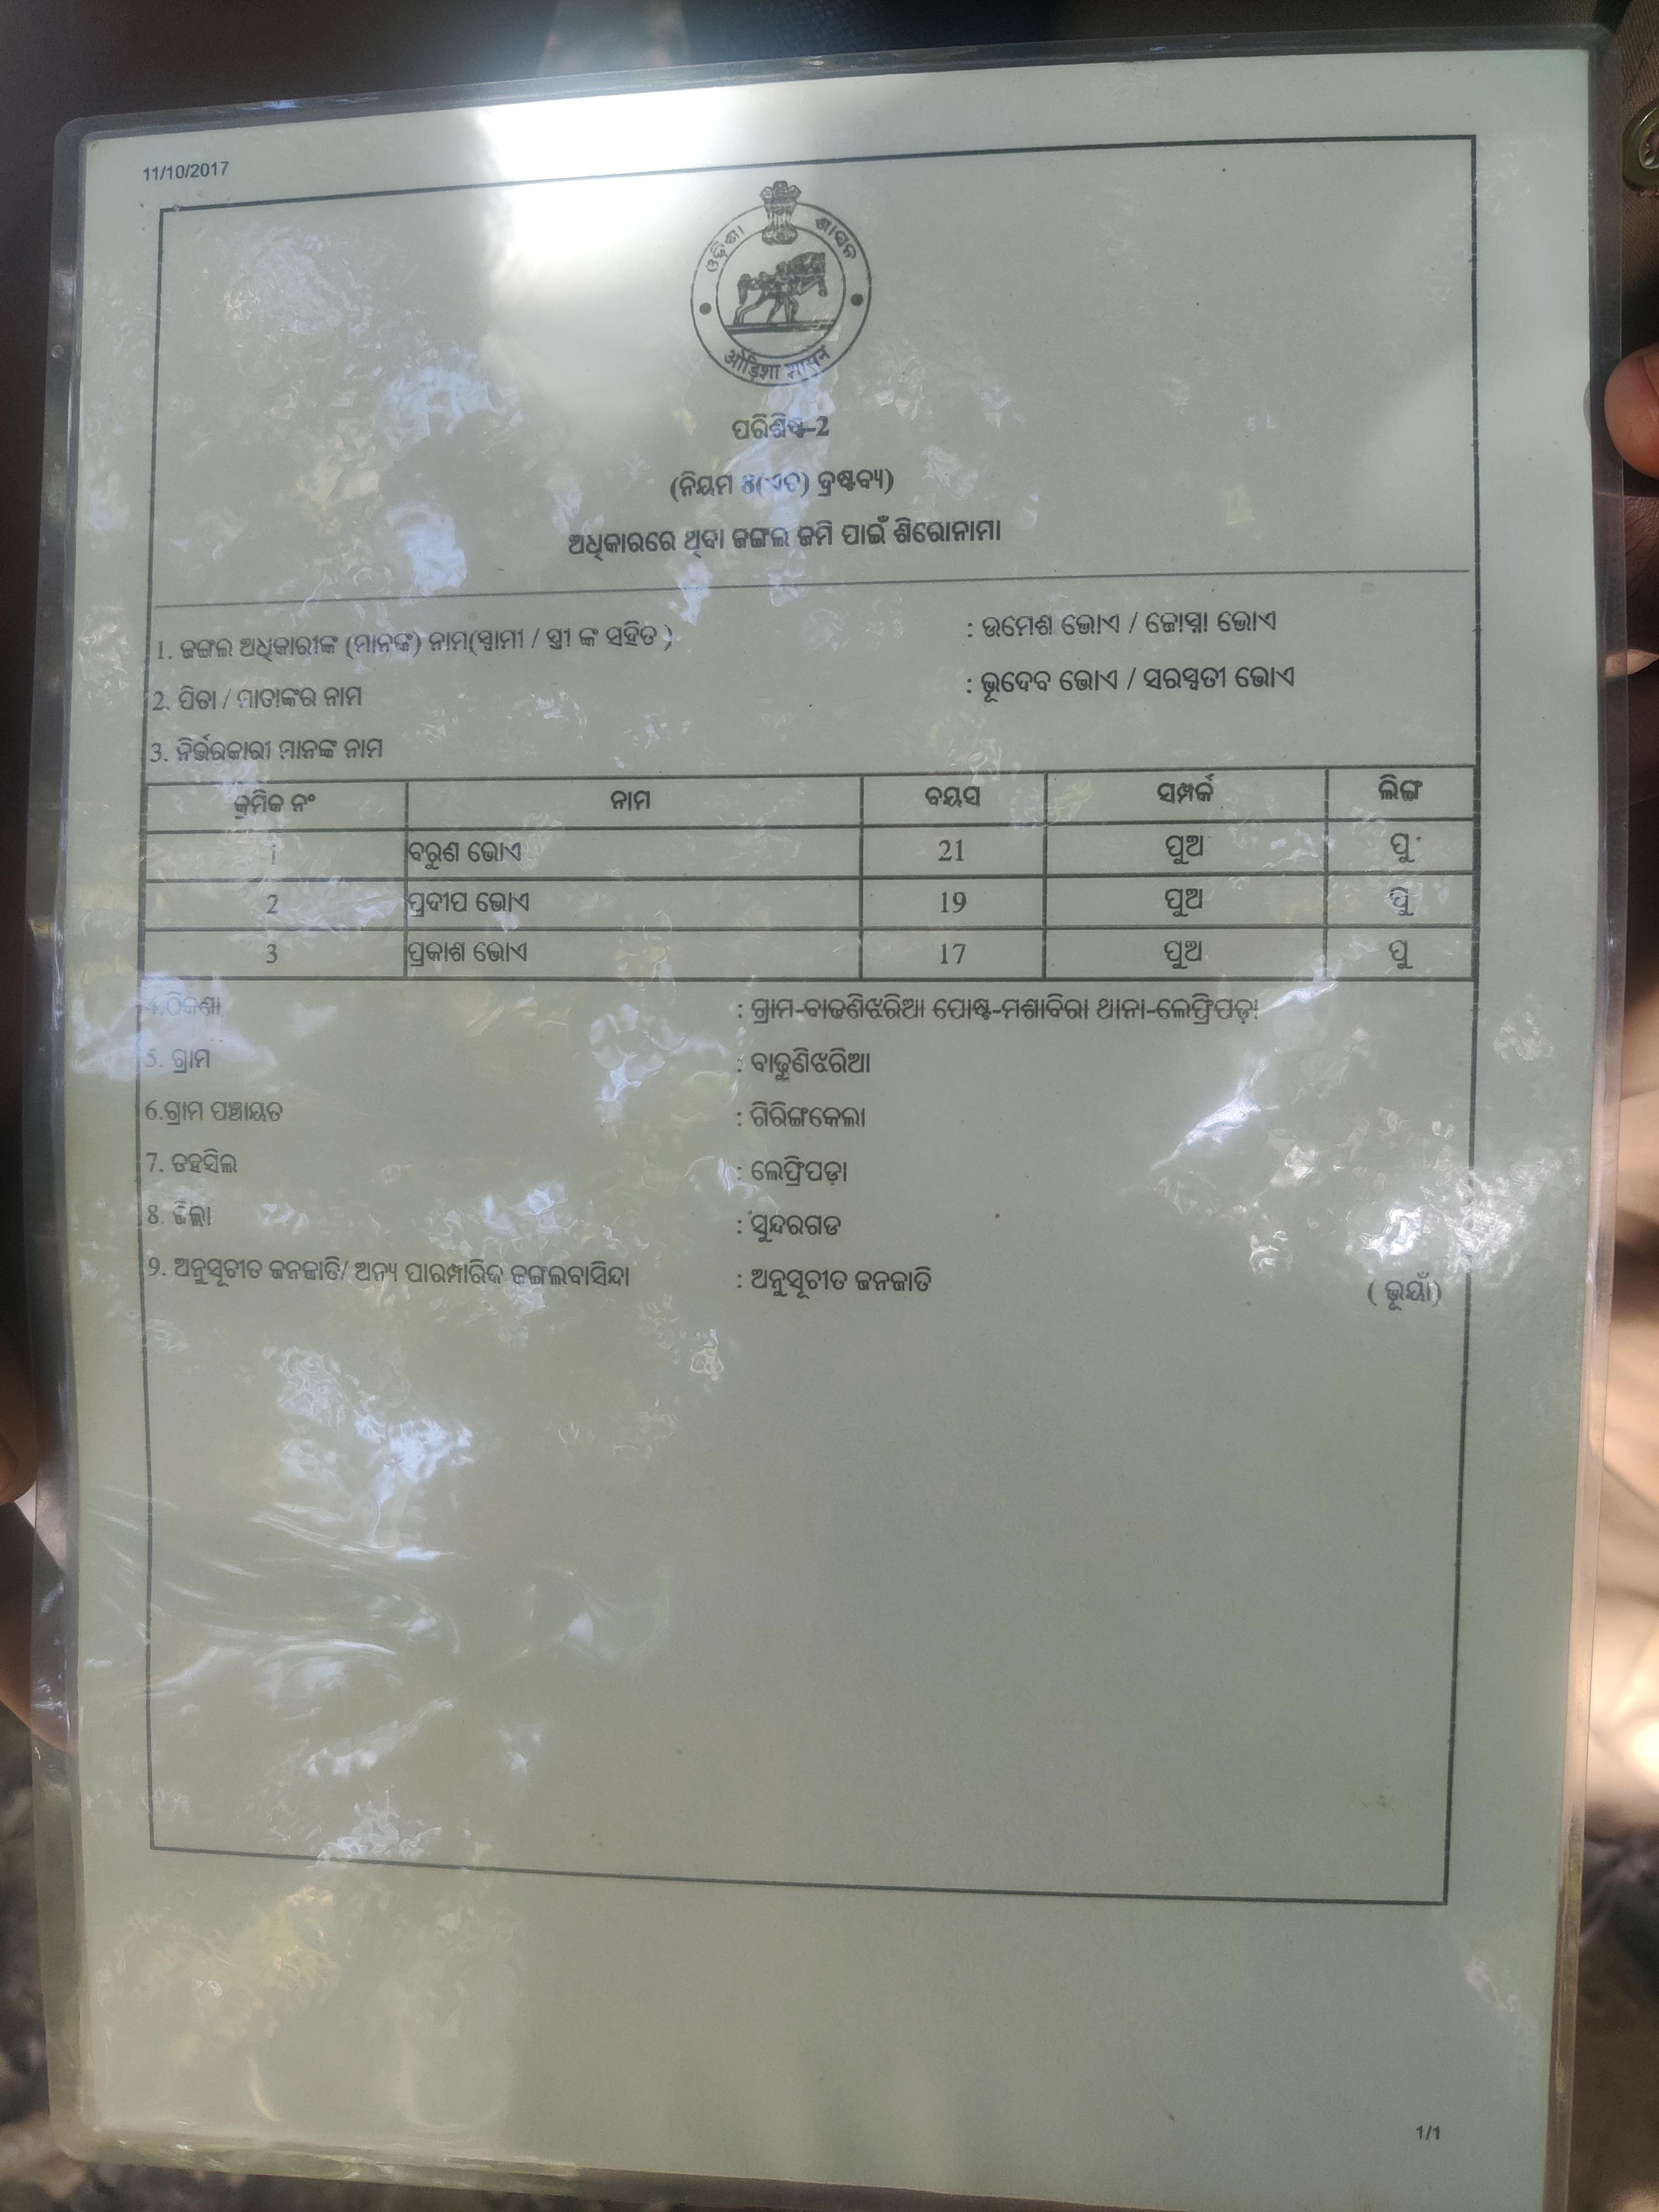 11/10/2017
ଓଡ଼ିଶା ଶାସନ
ओड़िशा शासन
ପରିଶିଷ୍ଟ-2
(ନିୟମ 8(ଏଚ) ଦ୍ରଷ୍ଟବ୍ୟ)
ଅଧିକାରରେ ଥିବା ଜଙ୍ଗଲ ଜମି ପାଇଁ ଶିରୋନାମା
1. ଜଙ୍ଗଲ ଅଧିକାରୀଙ୍କ (ମାନଙ୍କ) ନାମ(ସ୍ୱାମୀ / ସ୍ତ୍ରୀ ଙ୍କ ସହିତ ) : ଉମେଶ ଭୋଏ / ଜୋସ୍ନା ଭୋଏ
2. ପିତା / ମାତାଙ୍କର ନାମ : ଭୂଦେବ ଭୋଏ / ସରସ୍ୱତୀ ଭୋଏ
3. ନିର୍ଭରକାରୀ ମାନଙ୍କ ନାମ
କ୍ରମିକ ନଂ ନାମ ବୟସ ସମ୍ପର୍କ ଲିଙ୍ଗ
1 ବରୁଣ ଭୋଏ 21 ପୁଅ ପୁ
2 ପ୍ରଦୀପ ଭୋଏ 19 ପୁଅ ପୁ
3 ପ୍ରକାଶ ଭୋଏ 17 ପୁଅ ପୁ
4.ଠିକଣା : ଗ୍ରାମ-ବାଢଣିଝରିଆ ପୋଷ୍ଟ-ମଶାବିରା ଥାନା-ଲେଫ୍ରିପଡ଼ା
5. ଗ୍ରାମ : ବାଢୁଣିଝରିଆ
6.ଗ୍ରାମ ପଞ୍ଚାୟତ : ଗିରିଙ୍ଗକେଲା
7. ତହସିଲ : ଲେଫ୍ରିପଡ଼ା
8. ଜିଲ୍ଲା : ସୁନ୍ଦରଗଡ
9. ଅନୁସୂଚୀତ ଜନଜାତି/ ଅନ୍ୟ ପାରମ୍ପାରିକ ଜଙ୍ଗଲବାସିନ୍ଦା : ଅନୁସୂଚୀତ ଜନଜାତି ( ଭୂୟାଁ)
1/1